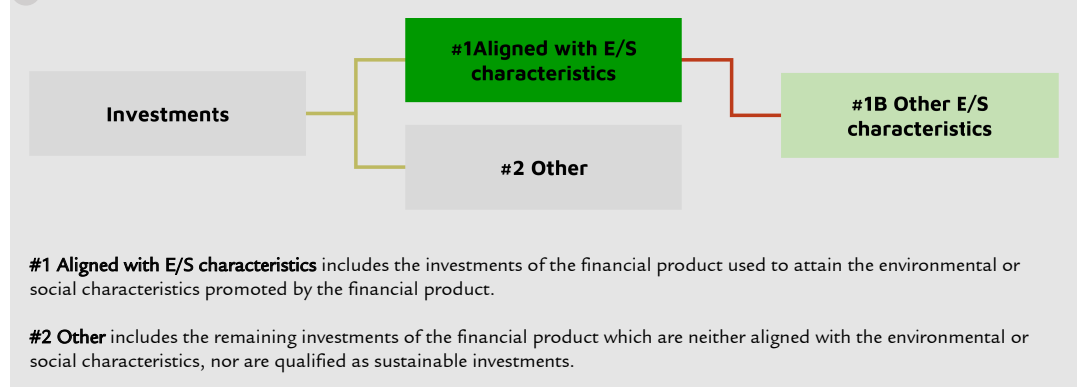 #1Aligned with E/S
characteristics
Investments
#1B Other E/S
characteristics
#2 Other
#1 Aligned with E/S characteristics includes the investments of the financial product used to attain the environmental or
social characteristics promoted by the financial product.
#2 Other includes the remaining investments of the financial product which are neither aligned with the environmental or
social characteristics, nor are qualified as sustainable investments.